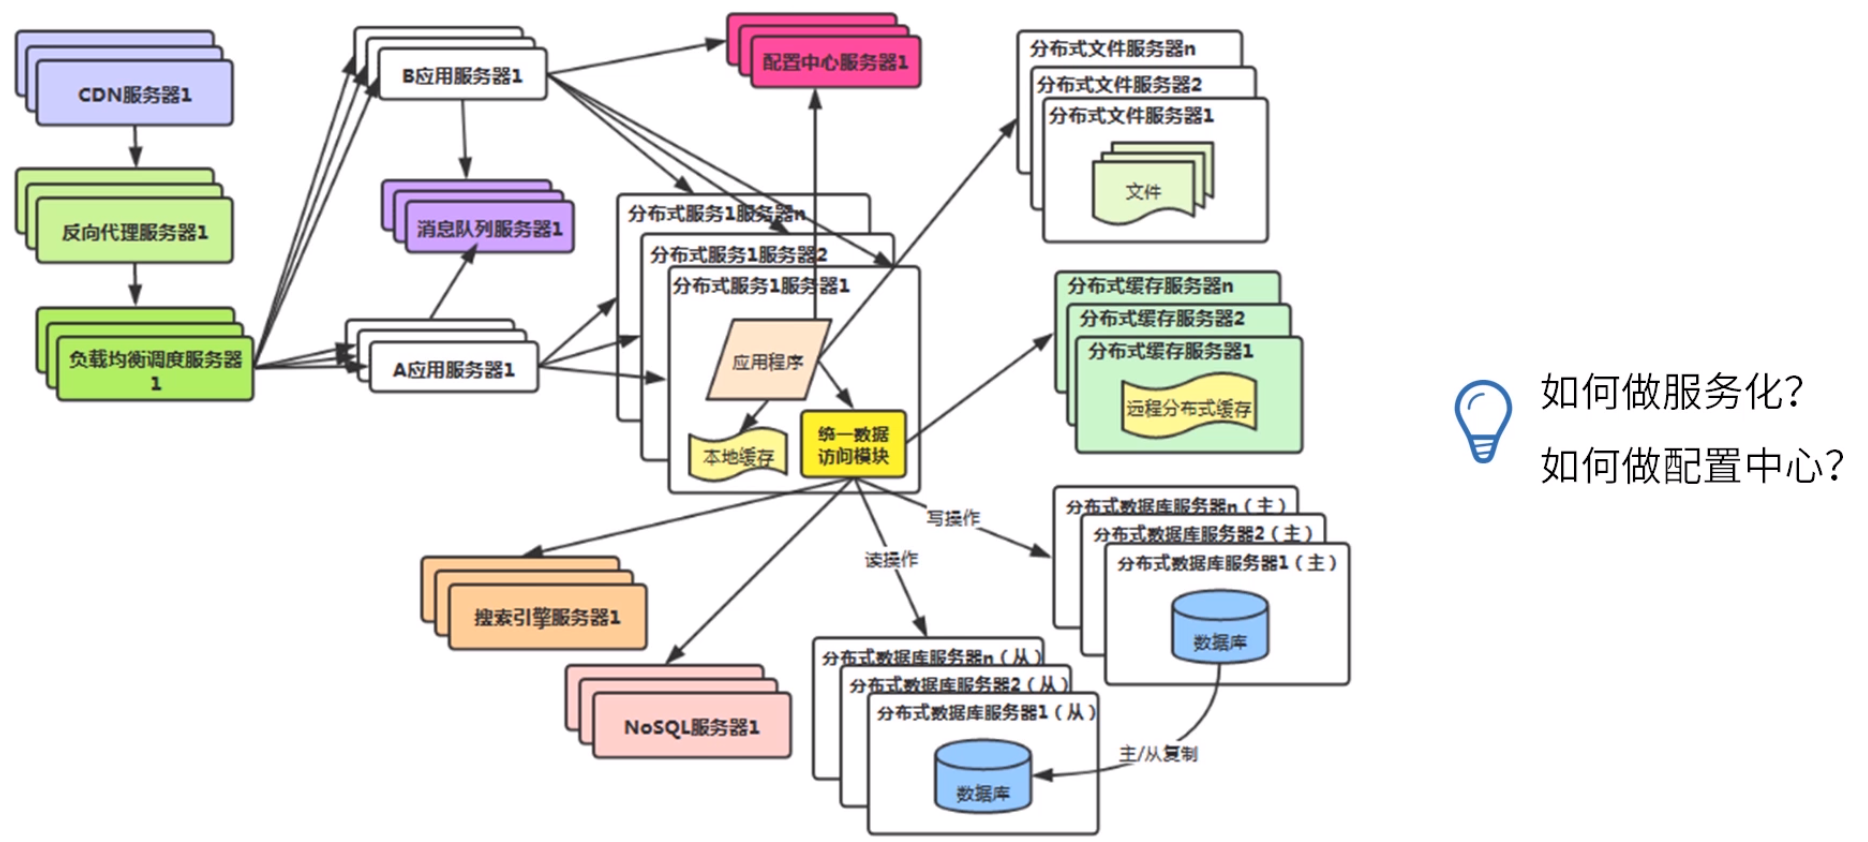 CDN服务器1
反向代理服务器1
负载均衡调度服务器
1
B应用服务器1
消息队列服务器1
A应用服务器1
配置中心服务器1
分布式服务1服务器n
分布式服务1服务器2
分布式服务1服务器1
应用程序
本地缓存
统一数据
访问模块
分布式文件服务器n
分布式文件服务器2
分布式文件服务器1
文件
分布式缓存服务器n
分布式缓存服务器2
分布式缓存服务器1
远程分布式缓存
写操作
读操作
分布式数据库服务器n（主）
分布式数据库服务器2（主）
分布式数据库服务器1（主）
数据库
主/从复制
搜索引擎服务器1
NoSQL服务器1
分布式数据库服务器n（从）
分布式数据库服务器2（从）
分布式数据库服务器1（从）
数据库
如何做服务化？
如何做配置中心？